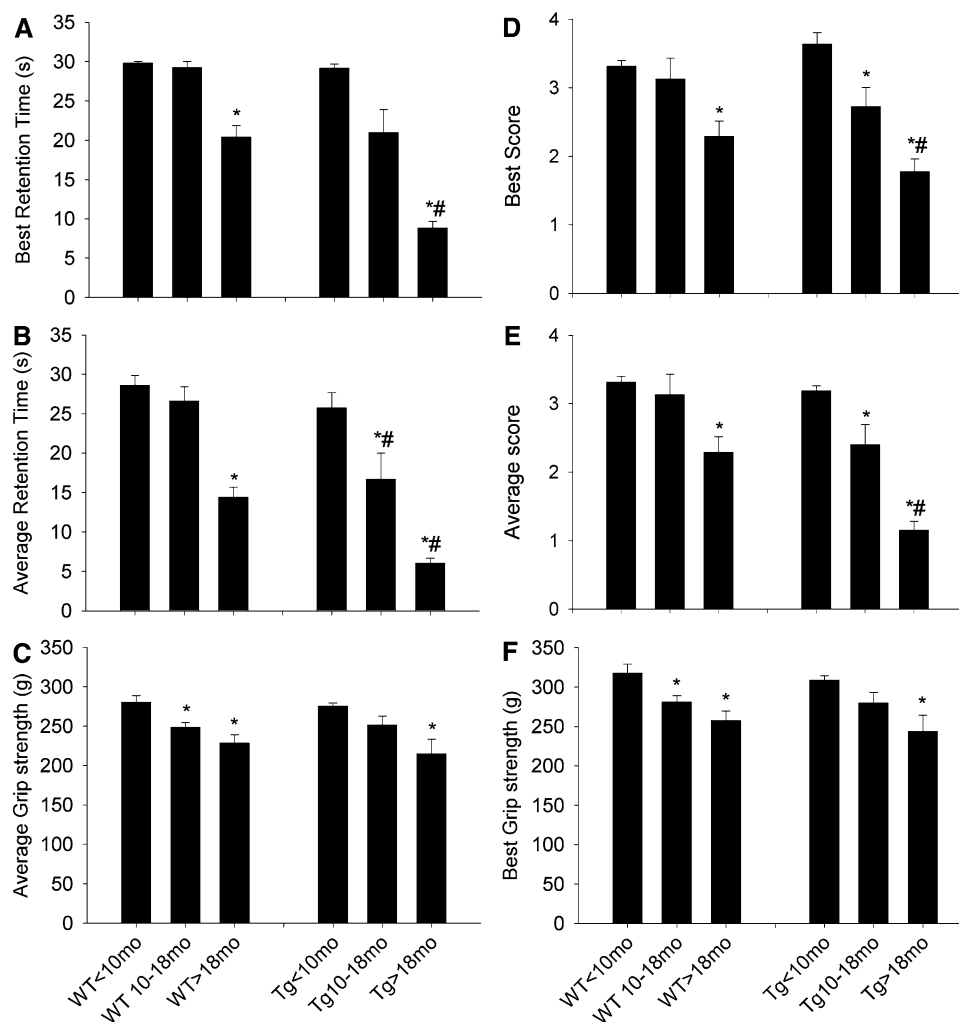 A
Best Retention Time (s)
35
30
25
20
15
10
5
0
*
*#
D
Best Score
4
3
2
1
0
*
*
*#
B
Average Retention Time (s)
35
30
25
20
15
10
5
0
*
*#
*#
E
Average score
4
3
2
1
0
*
*
*#
C
Average Grip strength (g)
350
300
250
200
150
100
50
0
*
*
*
WT<10mo
WT 10-18mo
WT>18mo
Tg<10mo
Tg10-18mo
Tg>18mo
F
Best Grip strength (g)
350
300
250
200
150
100
50
0
*
*
*
WT<10mo
WT 10-18mo
WT>18mo
Tg<10mo
Tg10-18mo
Tg>18mo